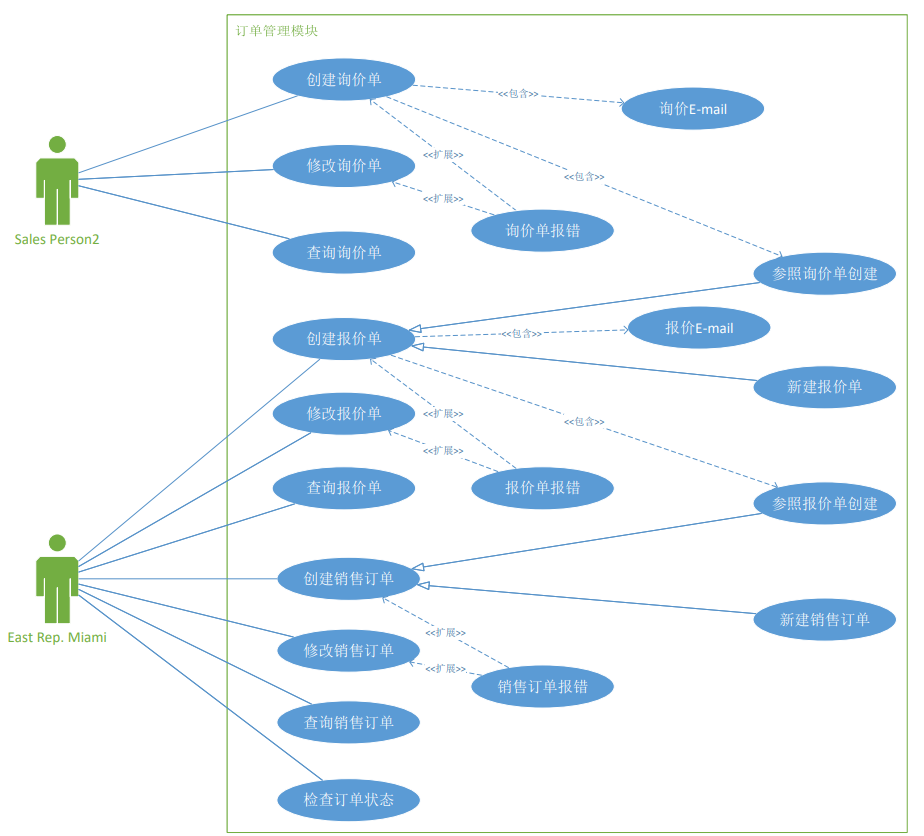 订单管理模块
创建询价单
<<包含>>
询价E-mail
<<扩展>>
修改询价单
<<包含>>
<<扩展>>
询价单报错
Sales Person2
查询询价单
参照询价单创建
创建报价单
<<包含>>
报价E-mail
新建报价单
修改报价单
<<扩展>>
<<包含>>
<<扩展>>
查询报价单
报价单报错
参照报价单创建
创建销售订单
新建销售订单
East Rep. Miami
<<扩展>>
修改销售订单
<<扩展>>
销售订单报错
查询销售订单
检查订单状态